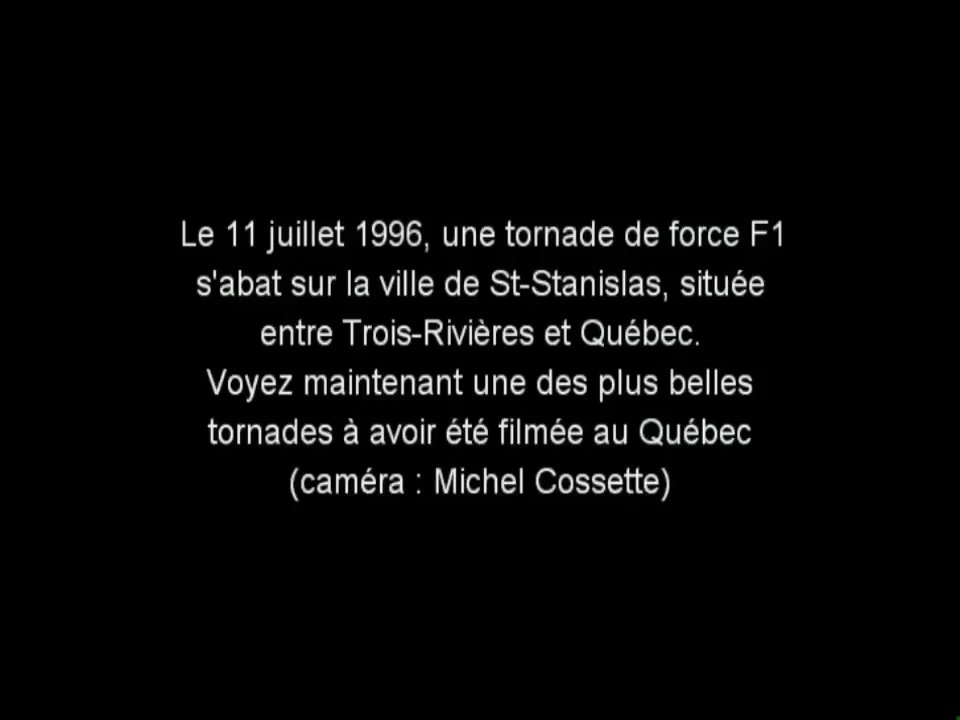 Le 11 juillet 1996, une tornade de force F1
s'abat sur la ville de St-Stanislas, située
entre Trois-Rivières et Québec.
Voyez maintenant une des plus belles
tornades à avoir été filmée au Québec
(caméra : Michel Cossette)